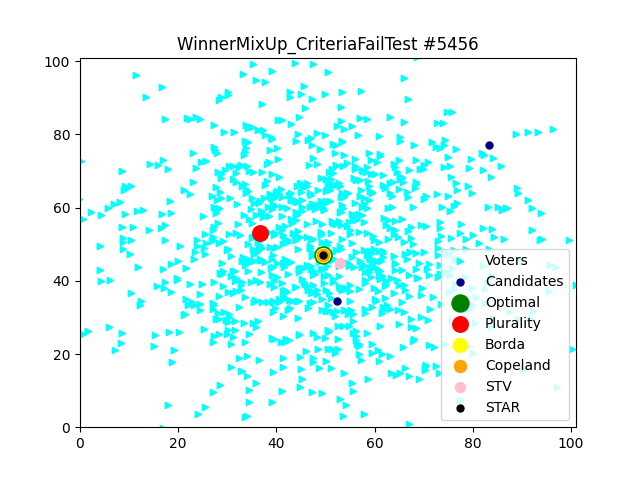 WinnerMixUp_CriteriaFailTest #5456
100
80
60
40
20
0
0 20 40 60 80 100
Voters
Candidates
Optimal
Plurality
Borda
Copeland
STV
STAR